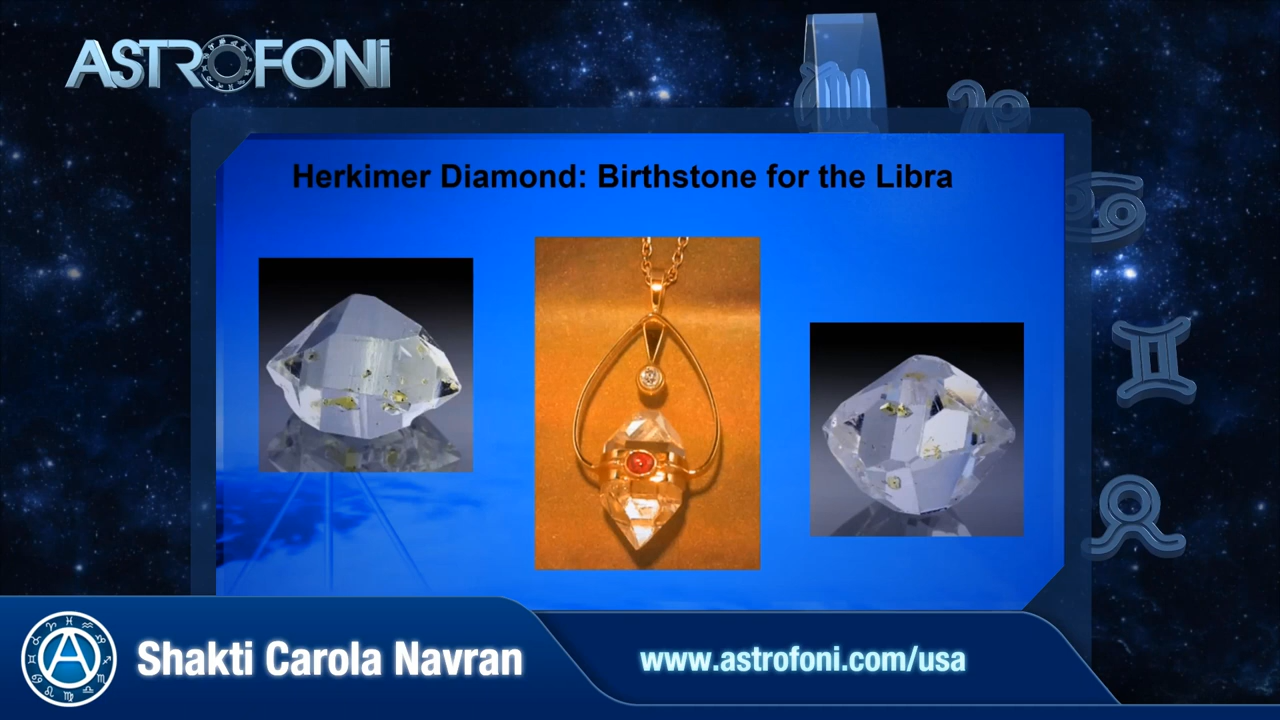 ASTROFONi
Herkimer Diamond: Birthstone for the Libra
Shakti Carola Navran
www.astrofoni.com/usa